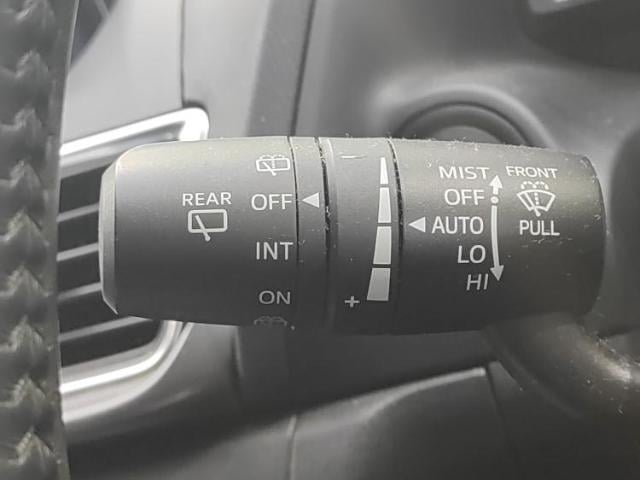 REAR
OFF
INT
ON
－
+
MIST
OFF
AUTO
LO
HI
FRONT
PULL